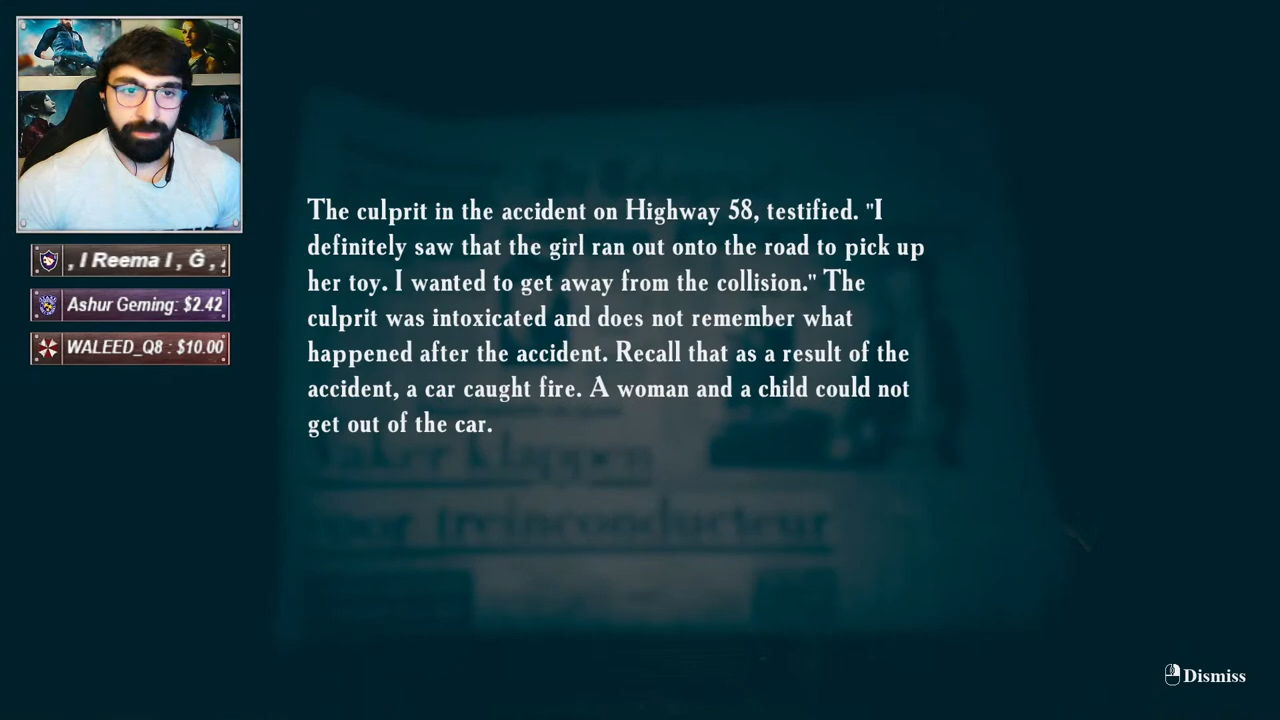 , I Reema I , Ğ ,
Ashur Geming: $2.42
WALEED_Q8 : $10.00
The culprit in the accident on Highway 58, testified. "I
definitely saw that the girl ran out onto the road to pick up
her toy. I wanted to get away from the collision." The
culprit was intoxicated and does not remember what
happened after the accident. Recall that as a result of the
accident, a car caught fire. A woman and a child could not
get out of the car.
klappen
voor treinconducteur
Dismiss